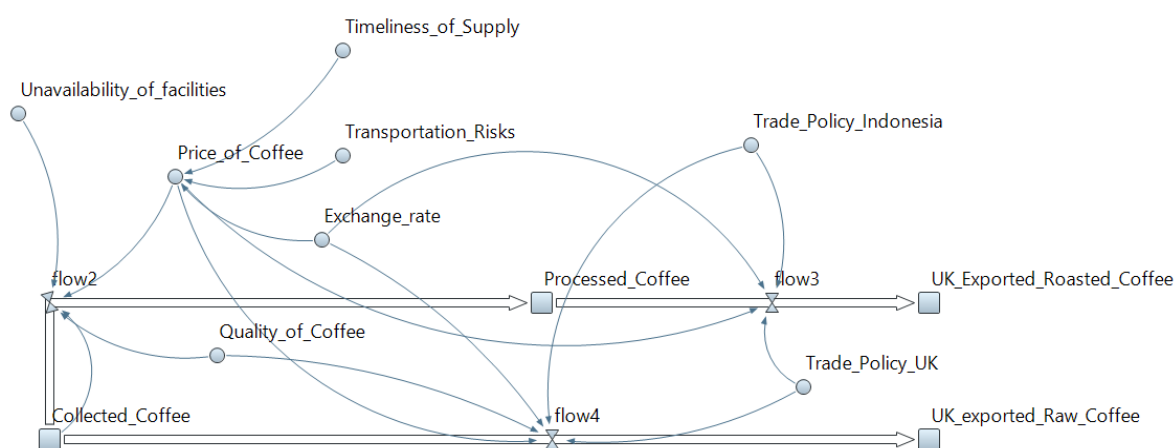 Timeliness_of_Supply
Unavailability_of_facilities
Trade_Policy_Indonesia
Transportation_Risks
Price_of_Coffee
Exchange_rate
flow2
Processed_Coffee
flow3
UK_Exported_Roasted_Coffee
Quality_of_Coffee
Trade_Policy_UK
Collected_Coffee
flow4
UK_exported_Raw_Coffee